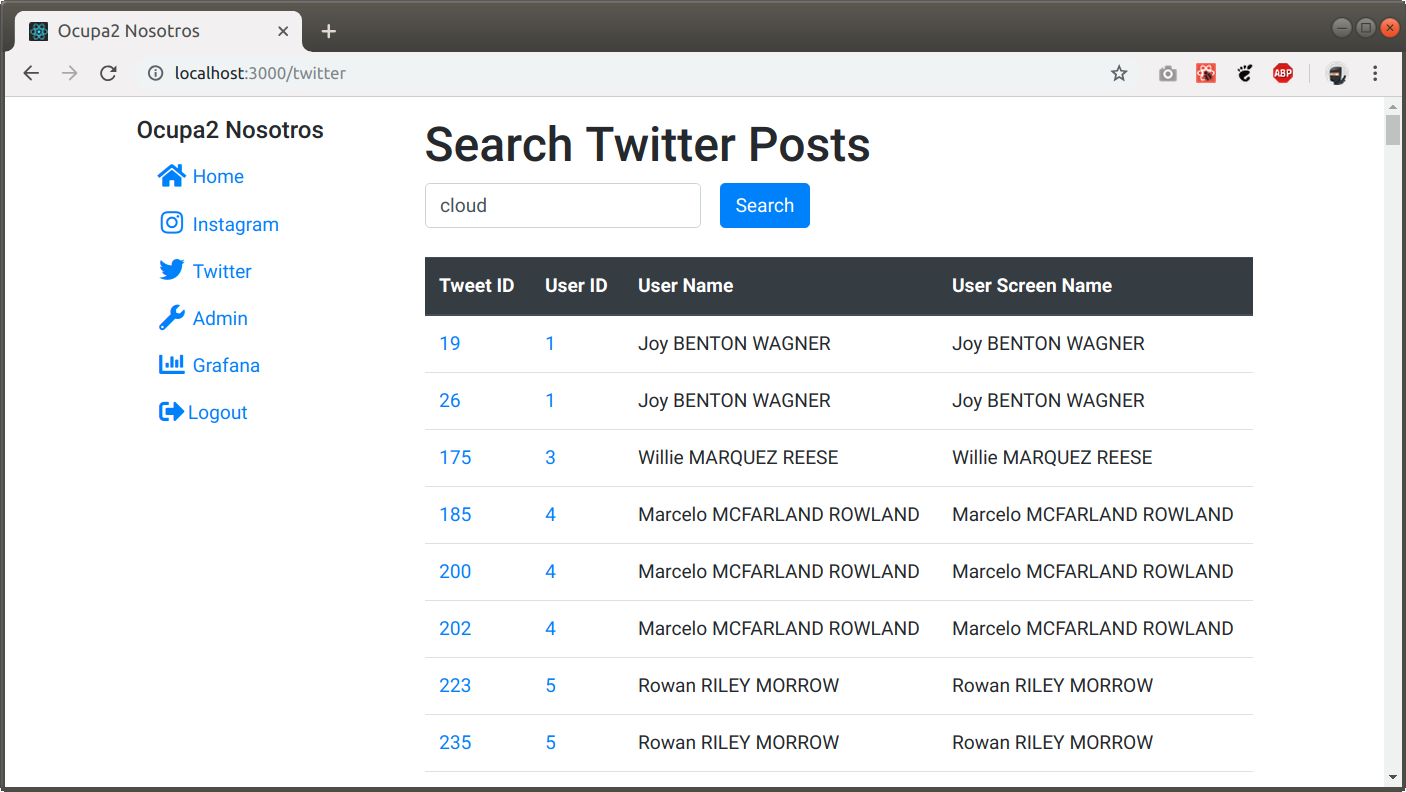 Ocupa2 Nosotros
localhost:3000/twitter
ABP
Ocupa2 Nosotros
Home
Instagram
Twitter
Admin
Grafana
Logout
Search Twitter Posts
cloud Search
Tweet ID User ID User Name User Screen Name
19 1 Joy BENTON WAGNER Joy BENTON WAGNER
26 1 Joy BENTON WAGNER Joy BENTON WAGNER
175 3 Willie MARQUEZ REESE Willie MARQUEZ REESE
185 4 Marcelo MCFARLAND ROWLAND Marcelo MCFARLAND ROWLAND
200 4 Marcelo MCFARLAND ROWLAND Marcelo MCFARLAND ROWLAND
202 4 Marcelo MCFARLAND ROWLAND Marcelo MCFARLAND ROWLAND
223 5 Rowan RILEY MORROW Rowan RILEY MORROW
235 5 Rowan RILEY MORROW Rowan RILEY MORROW